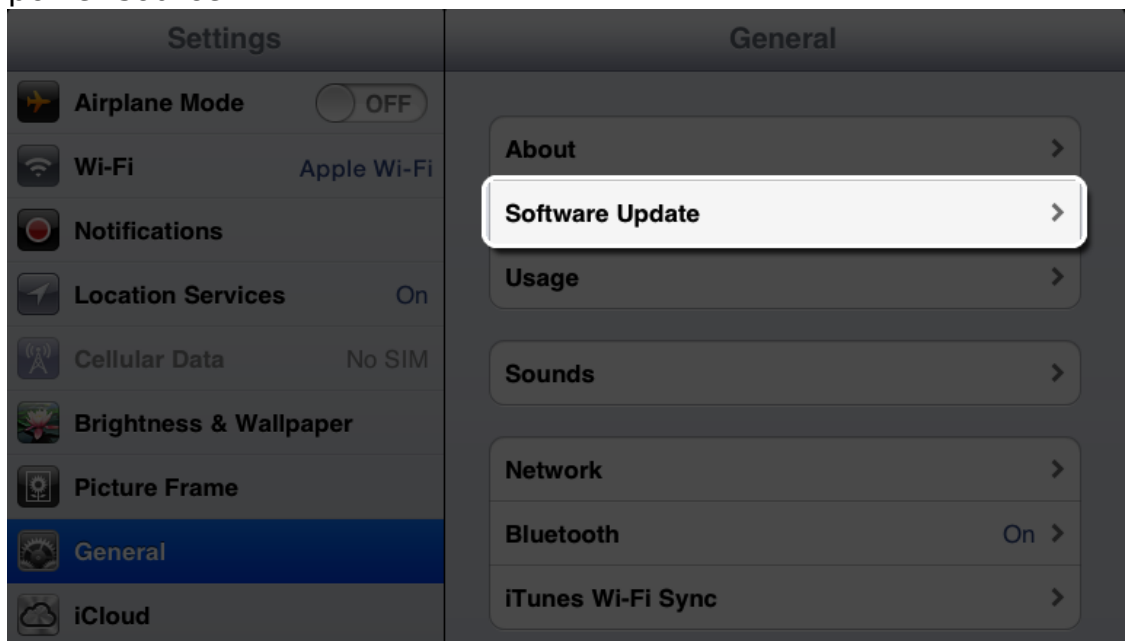 Settings
Airplane Mode OFF
Wi-Fi Apple Wi-Fi
Notifications
Location Services On
Cellular Data No SIM
Brightness & Wallpaper
Picture Frame
General
iCloud
General
About
Software Update
Usage
Sounds
Network
Bluetooth On
iTunes Wi-Fi Sync